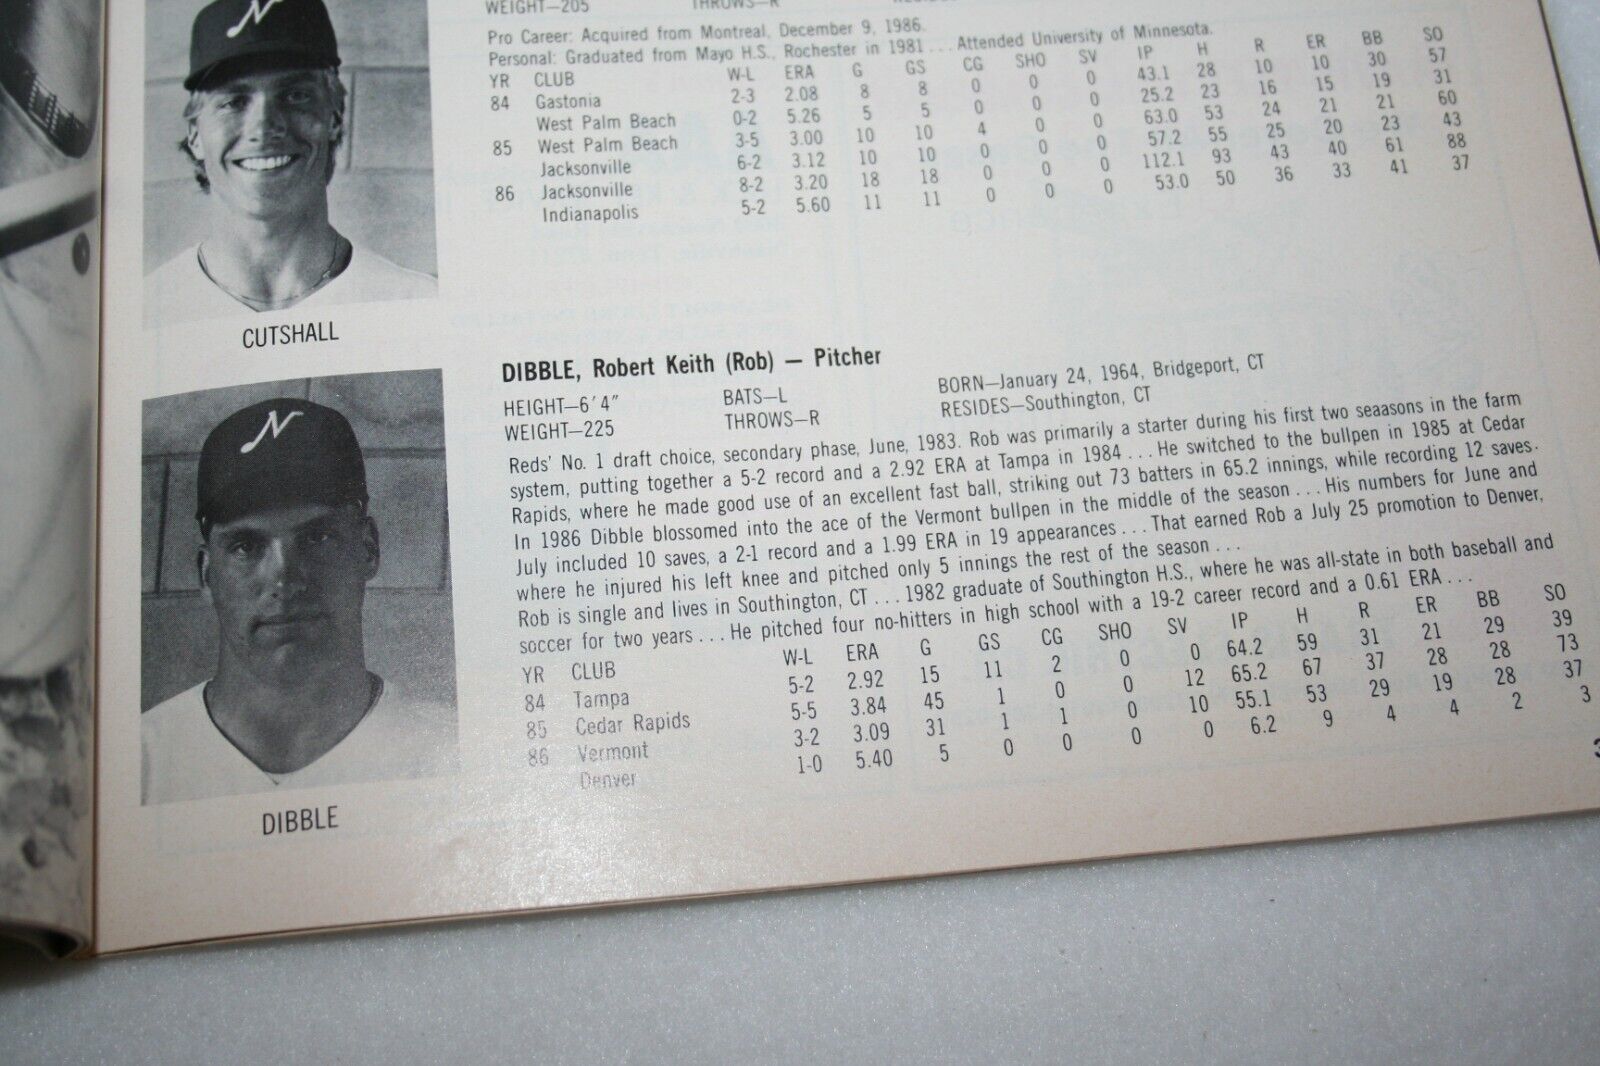 WEIGHT—205 THROWS—R
Pro Career: Acquired from Montreal, December 9, 1986.
Personal: Graduated from Mayo H.S., Rochester in 1981 ... Attended University of Minnesota.
YR CLUB W-L ERA G GS CG SHO SV IP H R ER BB SO
84 Gastonia 2-3 2.08 8 8 0 0 0 43.1 28 10 10 30 57
West Palm Beach 0-2 5.26 5 5 0 0 0 25.2 23 16 15 19 31
85 West Palm Beach 3-5 3.00 10 10 4 0 0 63.0 53 24 21 21 60
Jacksonville 6-2 3.12 10 10 0 0 0 57.2 55 25 20 23 43
86 Jacksonville 8-2 3.20 18 18 0 0 0 112.1 93 43 40 61 88
Indianapolis 5-2 5.60 11 11 0 0 0 53.0 50 36 33 41 37
N
CUTSHALL
DIBBLE, Robert Keith (Rob) — Pitcher
HEIGHT—6'4" BATS—L BORN—January 24, 1964, Bridgeport, CT
WEIGHT—225 THROWS—R RESIDES—Southington, CT
Reds' No. 1 draft choice, secondary phase, June, 1983. Rob was primarily a starter during his first two seaasons in the farm
system, putting together a 5-2 record and a 2.92 ERA at Tampa in 1984 ... He switched to the bullpen in 1985 at Cedar
Rapids, where he made good use of an excellent fast ball, striking out 73 batters in 65.2 innings, while recording 12 saves.
In 1986 Dibble blossomed into the ace of the Vermont bullpen in the middle of the season ... His numbers for June and
July included 10 saves, a 2-1 record and a 1.99 ERA in 19 appearances ... That earned Rob a July 25 promotion to Denver,
where he injured his left knee and pitched only 5 innings the rest of the season ...
Rob is single and lives in Southington, CT ... 1982 graduate of Southington H.S., where he was all-state in both baseball and
soccer for two years ... He pitched four no-hitters in high school with a 19-2 career record and a 0.61 ERA ...
YR CLUB W-L ERA G GS CG SHO SV IP H R ER BB SO
84 Tampa 5-2 2.92 15 11 2 0 0 64.2 59 31 21 29 39
85 Cedar Rapids 5-5 3.84 45 1 0 0 12 65.2 67 37 28 28 73
86 Vermont 3-2 3.09 31 1 1 0 10 55.1 53 29 19 28 37
Denver 1-0 5.40 5 0 0 0 0 6.2 9 4 4 2 3
N
DIBBLE